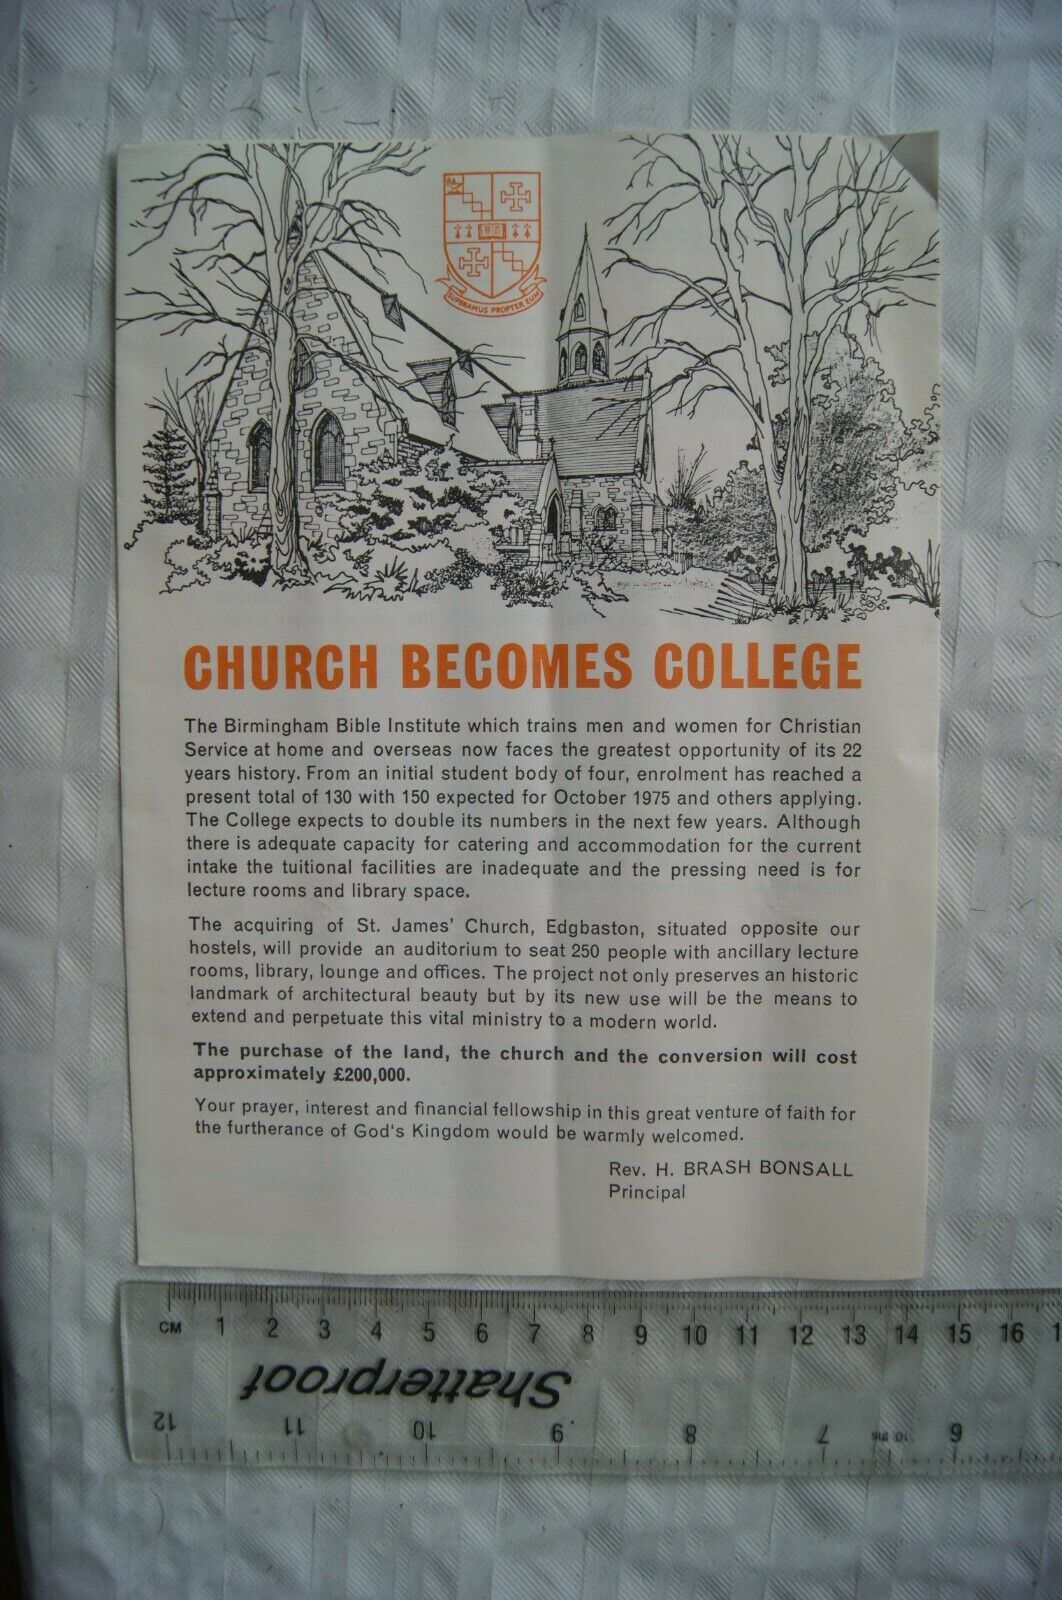 SUPERAMUS PROPTER EUM
CHURCH BECOMES COLLEGE
The Birmingham Bible Institute which trains men and women for Christian
Service at home and overseas now faces the greatest opportunity of its 22
years history. From an initial student body of four, enrolment has reached a
present total of 130 with 150 expected for October 1975 and others applying.
The College expects to double its numbers in the next few years. Although
there is adequate capacity for catering and accommodation for the current
intake the tuitional facilities are inadequate and the pressing need is for
lecture rooms and library space.
The acquiring of St. James' Church, Edgbaston, situated opposite our
hostels, will provide an auditorium to seat 250 people with ancillary lecture
rooms, library, lounge and offices. The project not only preserves an historic
landmark of architectural beauty but by its new use will be the means to
extend and perpetuate this vital ministry to a modern world.
The purchase of the land, the church and the conversion will cost
approximately £200,000.
Your prayer, interest and financial fellowship in this great venture of faith for
the furtherance of God's Kingdom would be warmly welcomed.
Rev. H. BRASH BONSALL
Principal
CM 1 2 3 4 5 6 7 8 9 10 11 12 13 14 15 16 1
Shatterproof
12 11 10 9 8 7 6